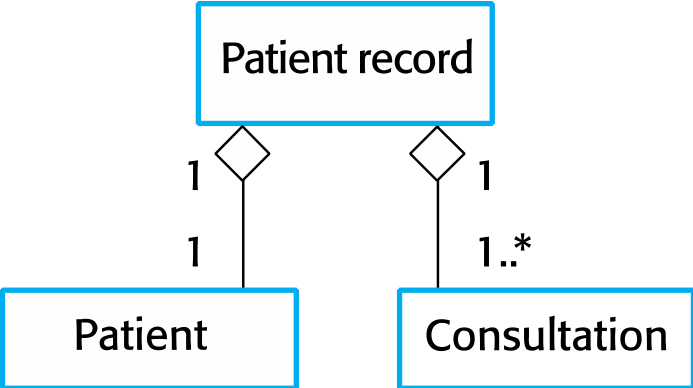 Patient record
1
1
1
1..*
Patient
Consultation